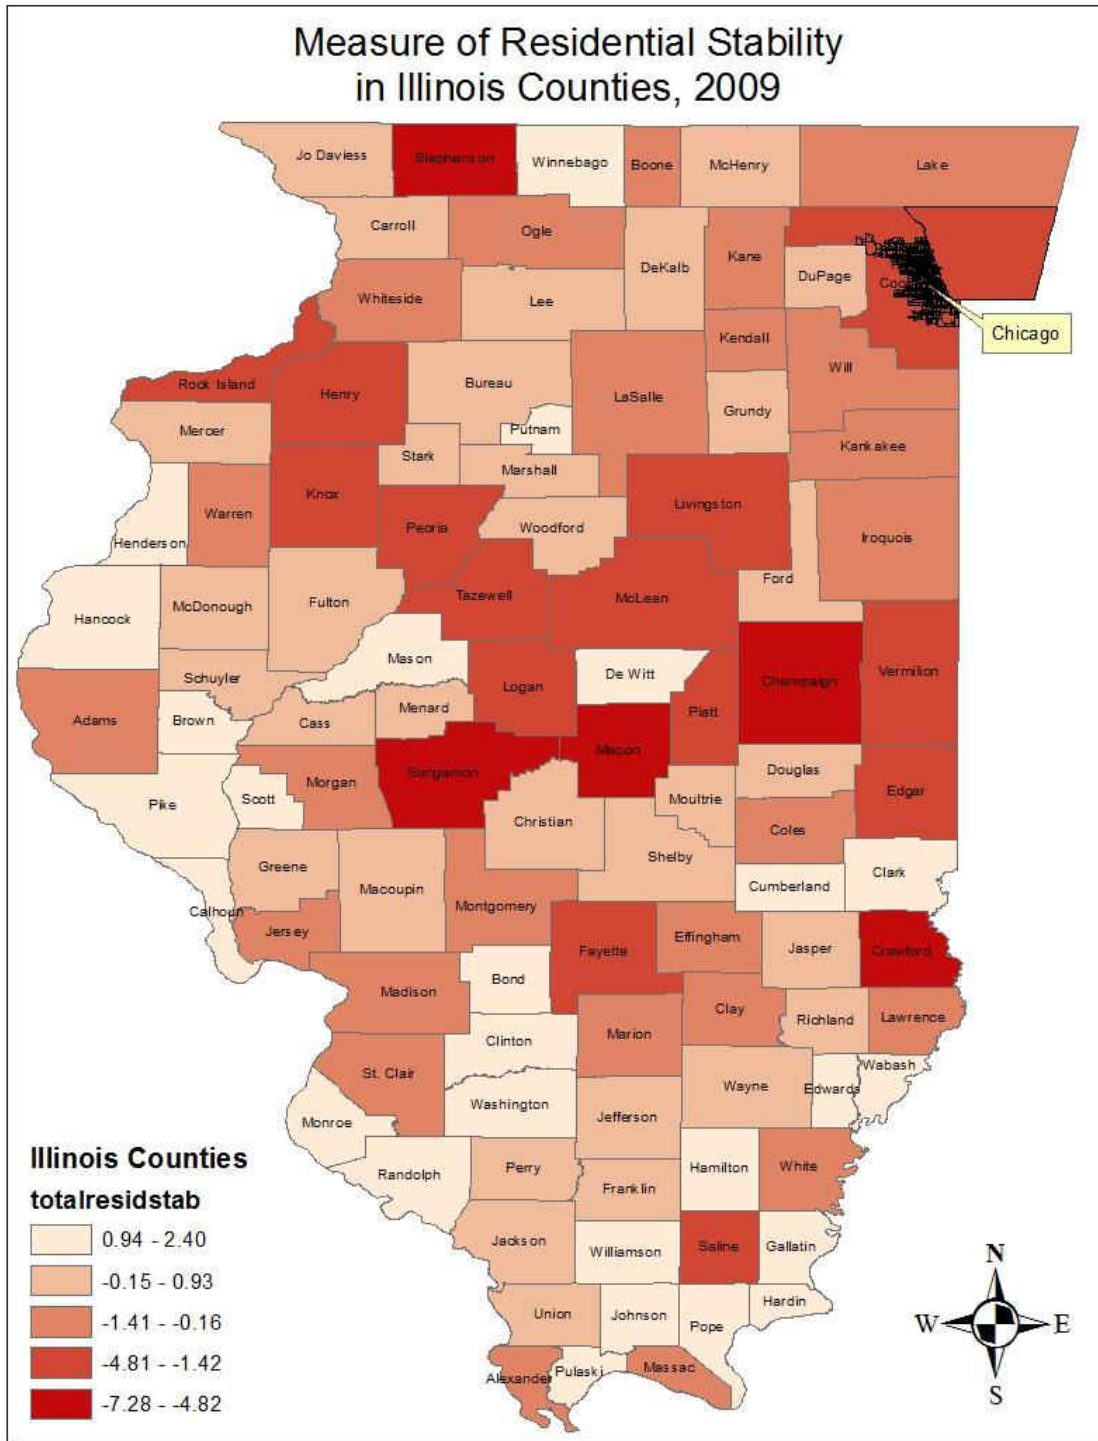 Measure of Residential Stability
in Illinois Counties, 2009
Jo Daviess
Stephenson
Winnebago
Boone
McHenry
Lake
Carroll
Ogle
DeKalb
Kane
DuPage
Coo
Whiteside
Lee
Chicago
Kendall
Rock Island
Henry
Bureau
LaSalle
Will
Grundy
Mercer
Putnam
Kankakee
Stark
Marshall
Knox
Warren
Peoria
Livingston
Woodford
Henderson
Iroquois
Ford
Tazewell
McLean
Hancock
McDonough
Fulton
Mason
De Witt
Champaign
Vermilion
Schuyler
Logan
Adams
Brown
Cass
Menard
Piatt
Macon
Sangamon
Douglas
Morgan
Scott
Pike
Moultrie
Edgar
Christian
Coles
Shelby
Greene
Macoupin
Cumberland
Clark
Calhoun
Montgomery
Jersey
Fayette
Effingham
Jasper
Crawford
Bond
Madison
Clay
Richland
Lawrence
Marion
Clinton
St. Clair
Wabash
Wayne
Edwards
Washington
Jefferson
Monroe
Randolph
Perry
Hamilton
White
Franklin
Jackson
Williamson
Saline
Gallatin
Union
Johnson
Pope
Hardin
Alexander
Pulaski
Massac
Illinois Counties
totalresidstab
0.94 - 2.40
-0.15 - 0.93
-1.41 - -0.16
-4.81 - -1.42
-7.28 - -4.82
N
W
E
S